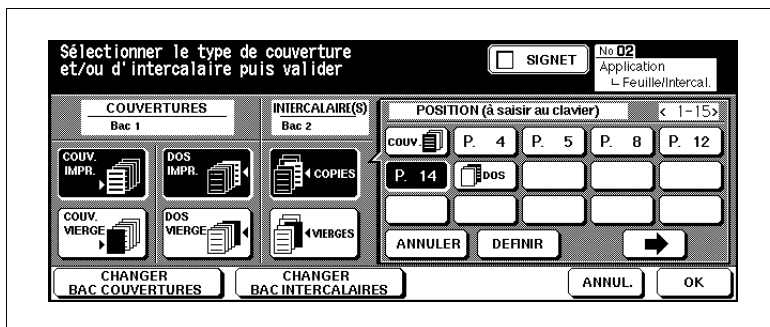 Sélectionner le type de couverture
et/ou d'intercalaire puis valider
SIGNET
No 02
Application
Feuille/Intercal.
COUVERTURES
Bac 1
INTERCALAIRE(S)
Bac 2
POSITION (à saisir au clavier)
< 1-15>
COUV. IMPR.
DOS IMPR.
COPIES
COUV. VIERGE
DOS VIERGE
VIERGES
COUV.
P. 4
P. 5
P. 8
P. 12
P. 14
DOS
ANNULER
DEFINIR
CHANGER
BAC COUVERTURES
CHANGER
BAC INTERCALAIRES
ANNUL.
OK